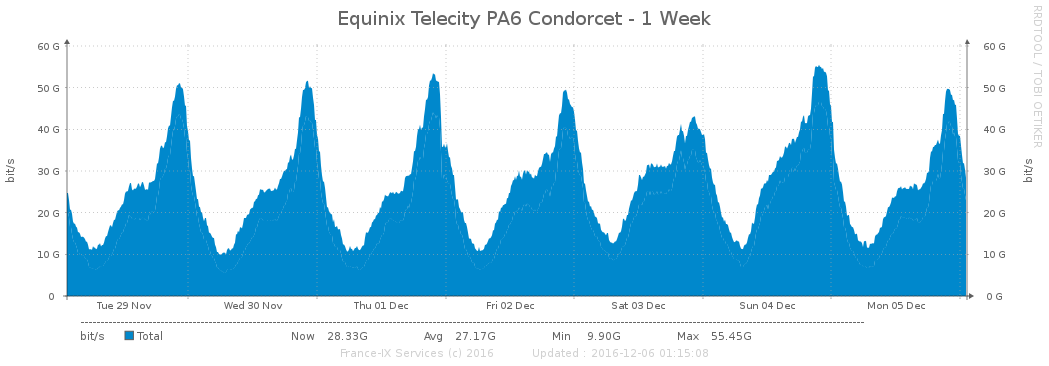 Equinix Telecity PA6 Condorcet - 1 Week
RRDTOOL / TOBI OETIKER
60 G 60 G
50 G 50 G
40 G 40 G
30 G 30 G
20 G 20 G
10 G 10 G
0 0 G
bit/s
bit/s
Tue 29 Nov Wed 30 Nov Thu 01 Dec Fri 02 Dec Sat 03 Dec Sun 04 Dec Mon 05 Dec
bit/s Total Now 28.33G Avg 27.17G Min 9.90G Max 55.45G
France-IX Services (c) 2016 Updated : 2016-12-06 01:15:08